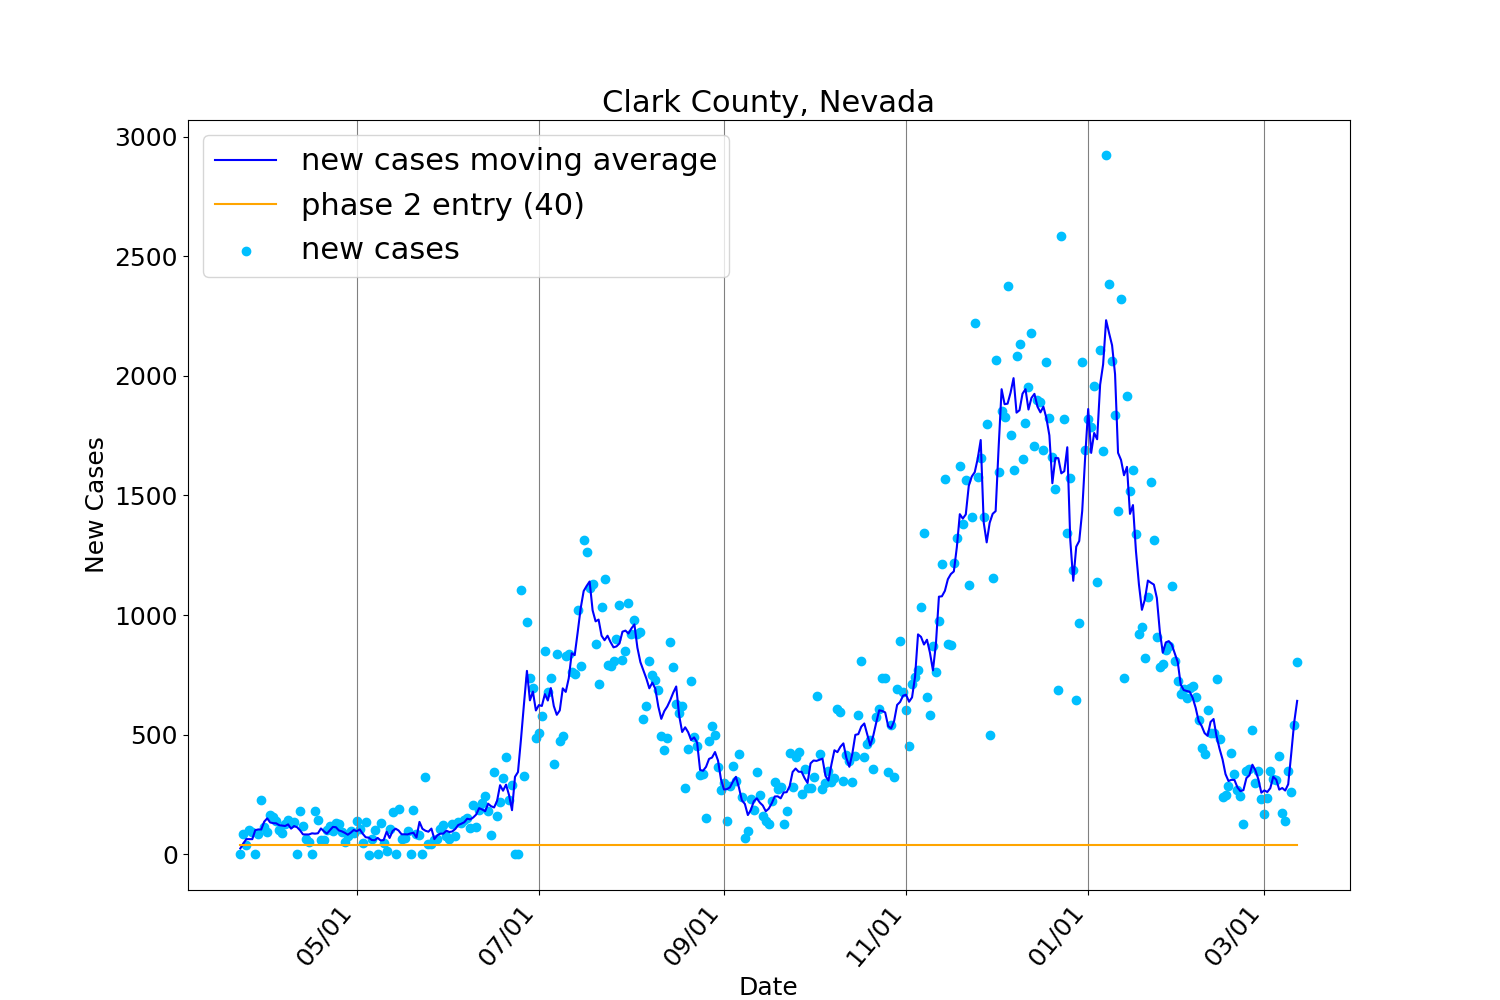 Clark County, Nevada
3000
2500
2000
1500
1000
500
0
New Cases
new cases moving average
phase 2 entry (40)
new cases
05/01
07/01
09/01
11/01
01/01
03/01
Date